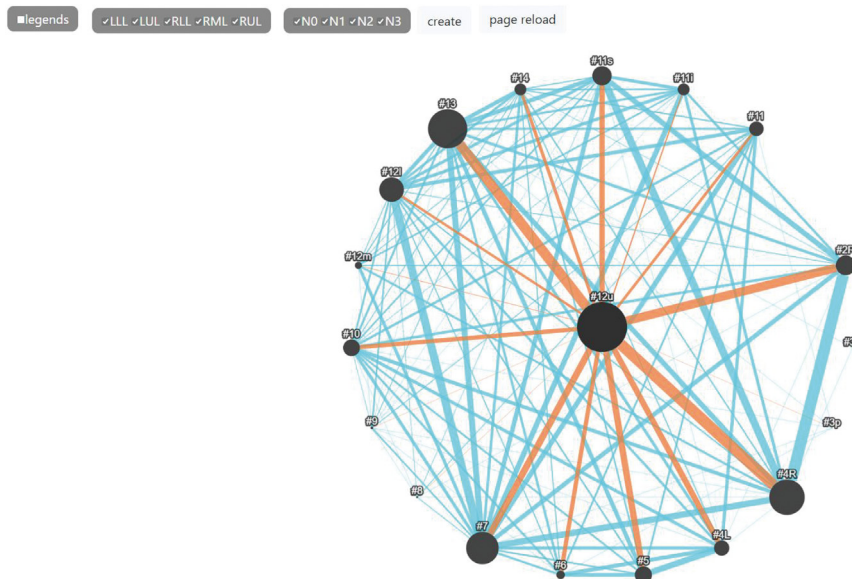 ■legends ✓LLL ✓LUL ✓RLL ✓RML ✓RUL ✓N0 ✓N1 ✓N2 ✓N3 create page reload
#11s
#14 #11i
#13
#11
#12l
#2R
#12m
#12u
#10
#9 #3p
#8
#4R
#7
#4L
#6 #5